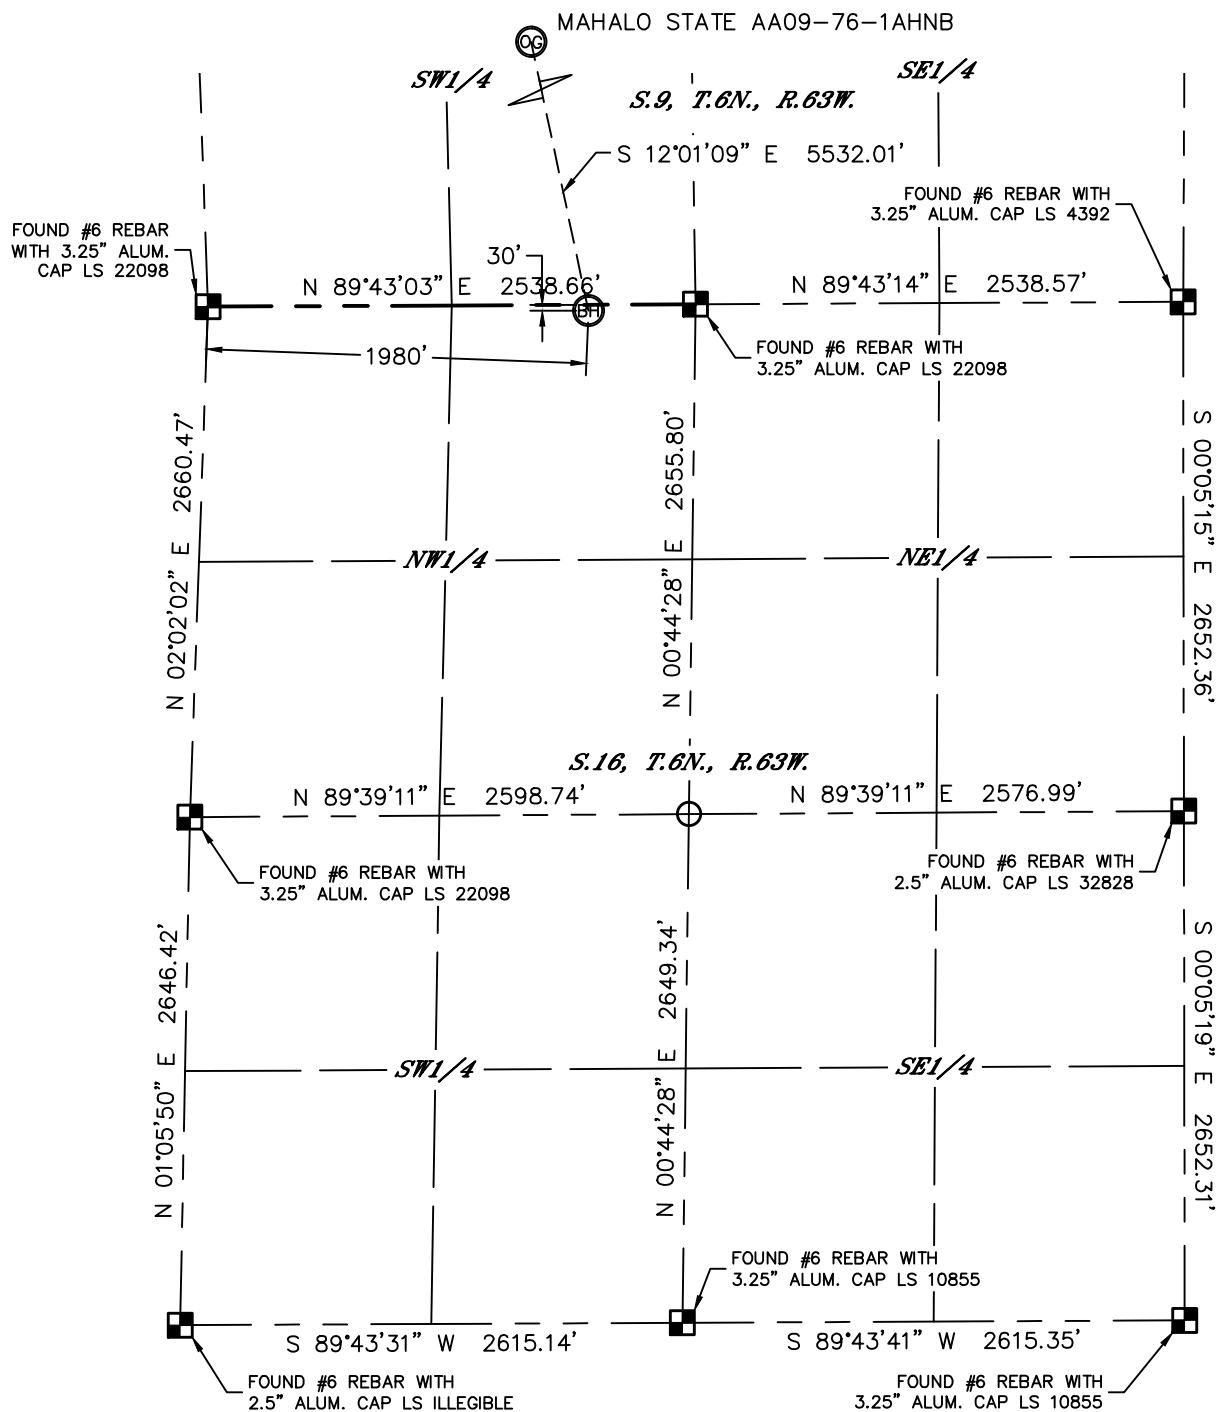 MAHALO STATE AA09-76-1AHNB
OG
SW1/4
SE1/4
S.9, T.6N., R.63W.
S 12°01'09" E 5532.01'
FOUND #6 REBAR WITH
3.25" ALUM. CAP LS 4392
FOUND #6 REBAR
WITH 3.25" ALUM.
CAP LS 22098
30'
N 89°43'03" E 2538.66'
N 89°43'14" E 2538.57'
BH
1980'
FOUND #6 REBAR WITH
3.25" ALUM. CAP LS 22098
N 02°02'02" E 2660.47'
N 00°44'28" E 2655.80'
S 00°05'15" E 2652.36'
NW1/4
NE1/4
S.16, T.6N., R.63W.
N 89°39'11" E 2598.74'
N 89°39'11" E 2576.99'
FOUND #6 REBAR WITH
3.25" ALUM. CAP LS 22098
FOUND #6 REBAR WITH
2.5" ALUM. CAP LS 32828
N 01°05'50" E 2646.42'
N 00°44'28" E 2649.34'
S 00°05'19" E 2652.31'
SW1/4
SE1/4
FOUND #6 REBAR WITH
3.25" ALUM. CAP LS 10855
S 89°43'31" W 2615.14'
S 89°43'41" W 2615.35'
FOUND #6 REBAR WITH
2.5" ALUM. CAP LS ILLEGIBLE
FOUND #6 REBAR WITH
3.25" ALUM. CAP LS 10855